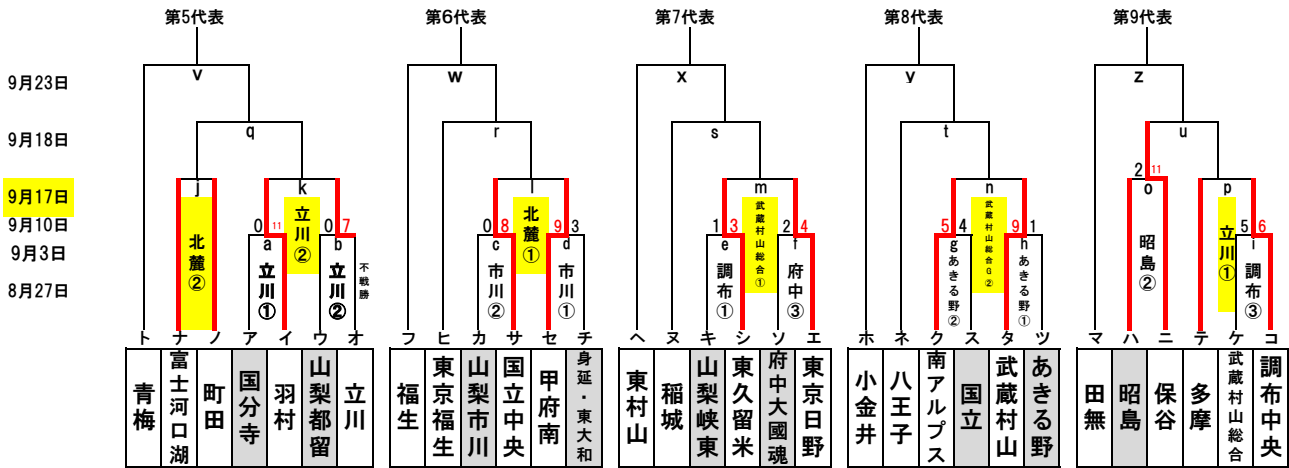 第5代表 第6代表 第7代表 第8代表 第9代表
9月23日 v w x y z
9月18日 q r s t u
9月17日 j k l m n 2 11 o p
9月10日 0 11 0 7 0 8 9 3 1 3 2 4 5 4 9 1 5 6
9月3日 a b c d e f g h i
8月27日
北麓② 立川① 立川② 立川② 不戦勝
市川② 北麓① 市川①
調布① 武蔵村山総合① 府中③
あきる野② 武蔵村山総合G② あきる野①
昭島② 立川① 調布③
ト ナ ノ ア イ ウ オ フ ヒ カ サ セ チ ヘ ヌ キ シ ソ エ ホ ネ ク ス タ ツ マ ハ ニ テ ケ コ
青梅
富士河口湖
町田
国分寺
羽村
山梨都留
立川
福生
東京福生
山梨市川
国立中央
甲府南
身延・東大和
東村山
稲城
山梨峡東
東久留米
府中大國魂
東京日野
小金井
八王子
南アルプス
国立
武蔵村山
あきる野
田無
昭島
保谷
多摩
武蔵村山総合
調布中央